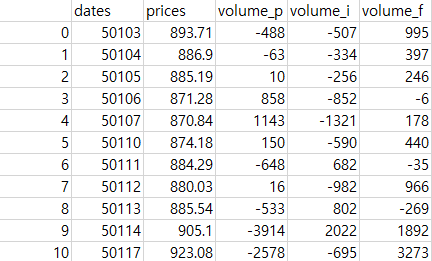 dates prices volume_p volume_i volume_f
0 50103 893.71 -488 -507 995
1 50104 886.9 -63 -334 397
2 50105 885.19 10 -256 246
3 50106 871.28 858 -852 -6
4 50107 870.84 1143 -1321 178
5 50110 874.18 150 -590 440
6 50111 884.29 -648 682 -35
7 50112 880.03 16 -982 966
8 50113 885.54 -533 802 -269
9 50114 905.1 -3914 2022 1892
10 50117 923.08 -2578 -695 3273